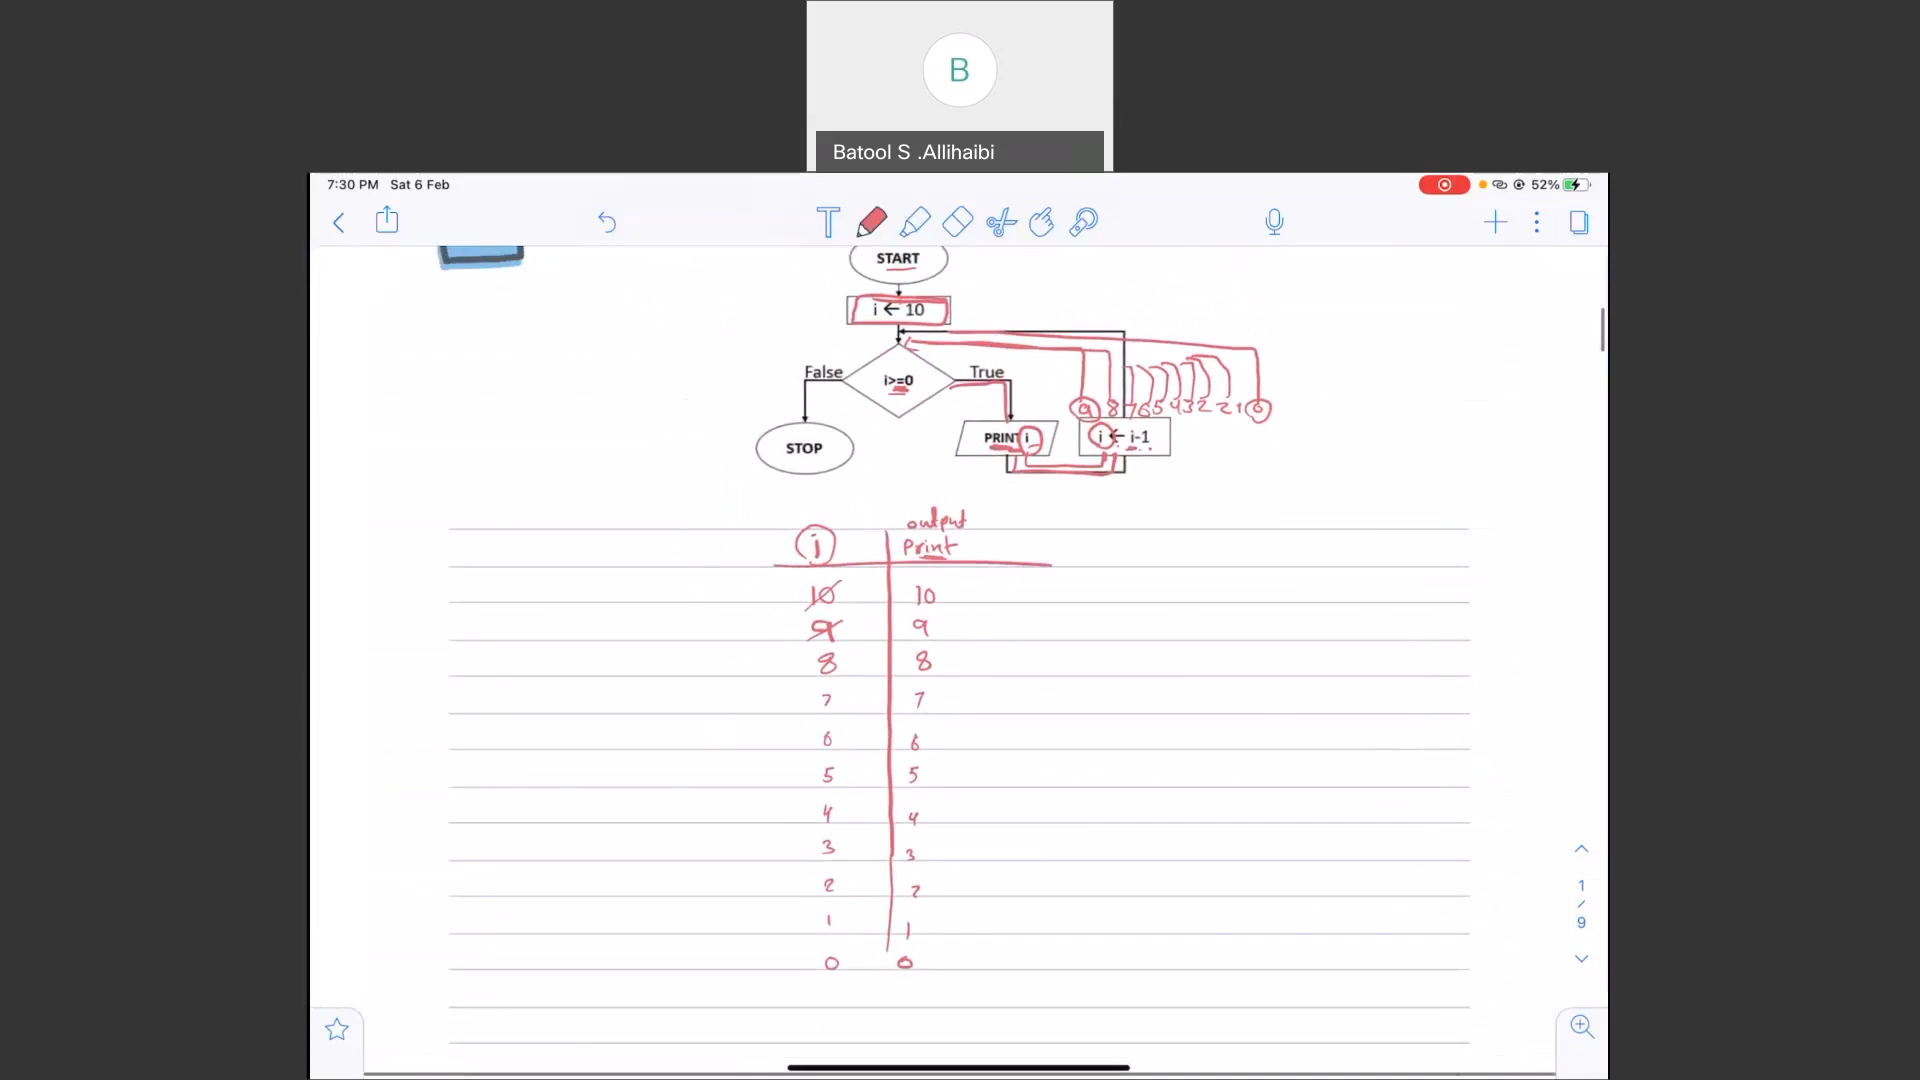 B
Batool S .Allihaibi
7:30 PM Sat 6 Feb
52%
T
START
i ← 10
False
i>=0
True
9 8 7 6 5 4 3 2 2 1 0
STOP
PRINT i
i ← i-1
output
i Print
10 10
9 9
8 8
7 7
6 6
5 5
4 4
3 3
2 2
1 1
0 0
1
/
9